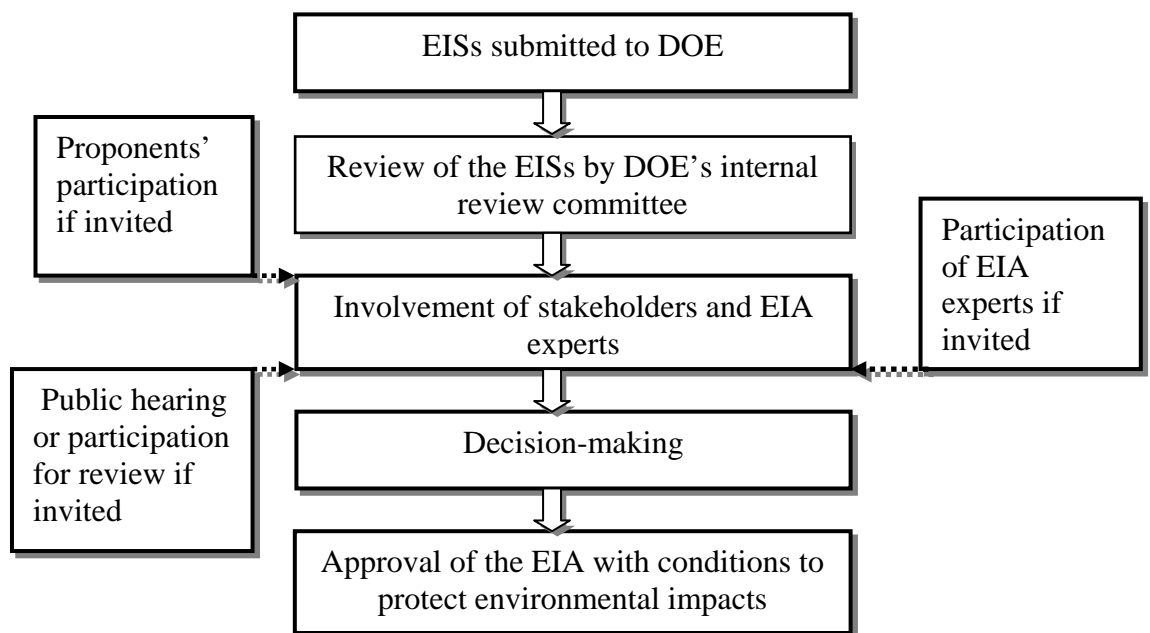 EISs submitted to DOE
Proponents’
participation
if invited
Review of the EISs by DOE’s internal
review committee
Participation
of EIA
experts if
invited
Involvement of stakeholders and EIA
experts
Public hearing
or participation
for review if
invited
Decision-making
Approval of the EIA with conditions to
protect environmental impacts